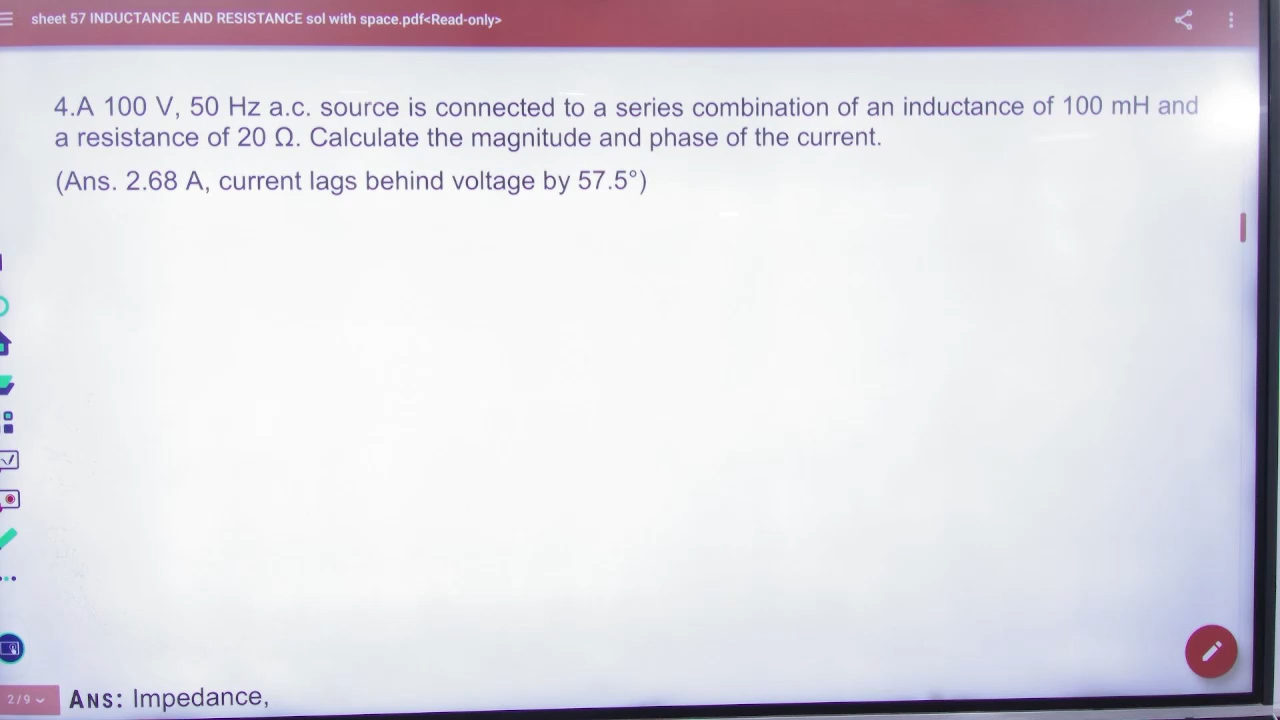 sheet 57 INDUCTANCE AND RESISTANCE sol with space.pdf<Read-only>
4.A 100 V, 50 Hz a.c. source is connected to a series combination of an inductance of 100 mH and
a resistance of 20 Ω. Calculate the magnitude and phase of the current.
(Ans. 2.68 A, current lags behind voltage by 57.5°)
2/9
ANS: Impedance,